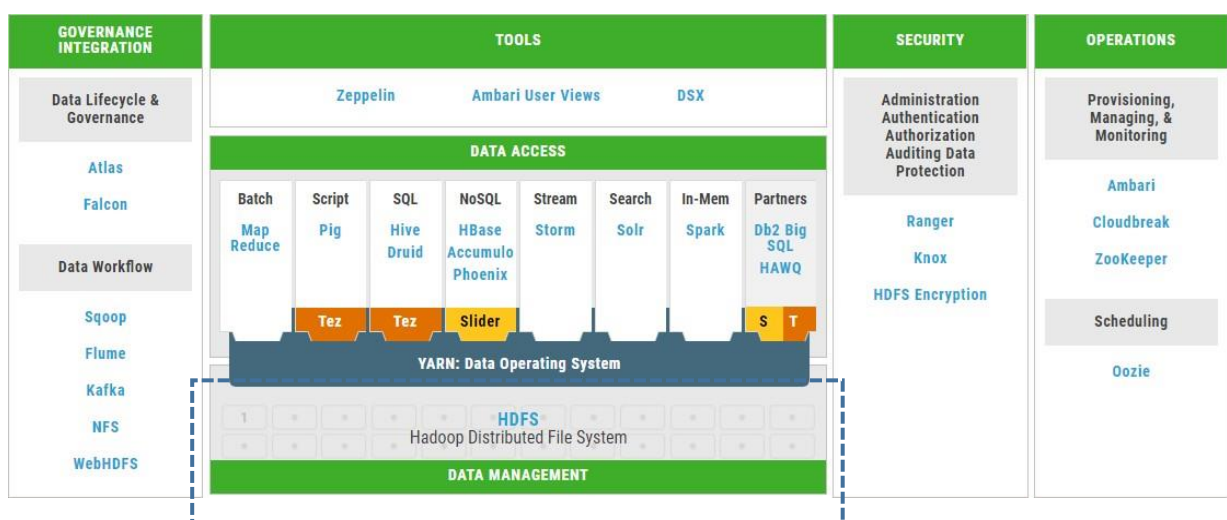 GOVERNANCE
INTEGRATION
Data Lifecycle &
Governance
Atlas
Falcon
Data Workflow
Sqoop
Flume
Kafka
NFS
WebHDFS
TOOLS
Zeppelin
Ambari User Views
DSX
DATA ACCESS
Batch
Map
Reduce
Script
Pig
Tez
SQL
Hive
Druid
Tez
NoSQL
HBase
Accumulo
Phoenix
Slider
Stream
Storm
Search
Solr
In-Mem
Spark
Partners
Db2 Big
SQL
HAWQ
S T
YARN: Data Operating System
1
HDFS
Hadoop Distributed File System
DATA MANAGEMENT
SECURITY
Administration
Authentication
Authorization
Auditing Data
Protection
Ranger
Knox
HDFS Encryption
OPERATIONS
Provisioning,
Managing, &
Monitoring
Ambari
Cloudbreak
ZooKeeper
Scheduling
Oozie